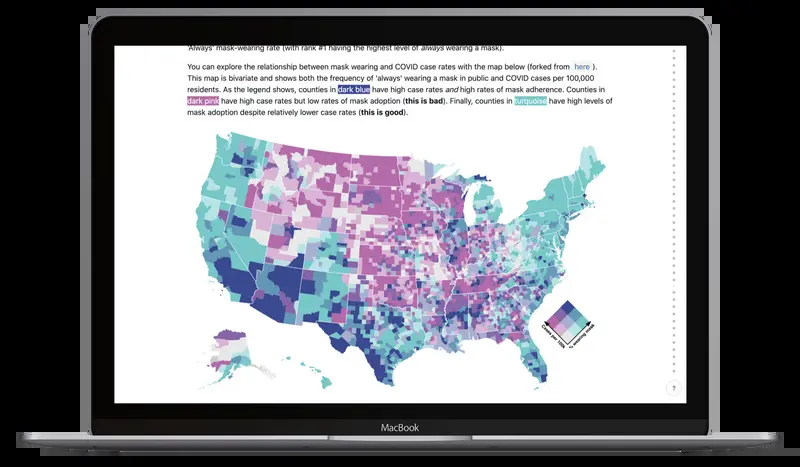 'Always' mask-wearing rate (with rank #1 having the highest level of always wearing a mask).
You can explore the relationship between mask wearing and COVID case rates with the map below (forked from here ).
This map is bivariate and shows both the frequency of 'always' wearing a mask in public and COVID cases per 100,000
residents. As the legend shows, counties in dark blue have high case rates and high rates of mask adherence. Counties in
dark pink have high case rates but low rates of mask adoption (this is bad). Finally, counties in turquoise have high levels of
mask adoption despite relatively lower case rates (this is good).
Cases per 100k
% wearing mask
?
MacBook